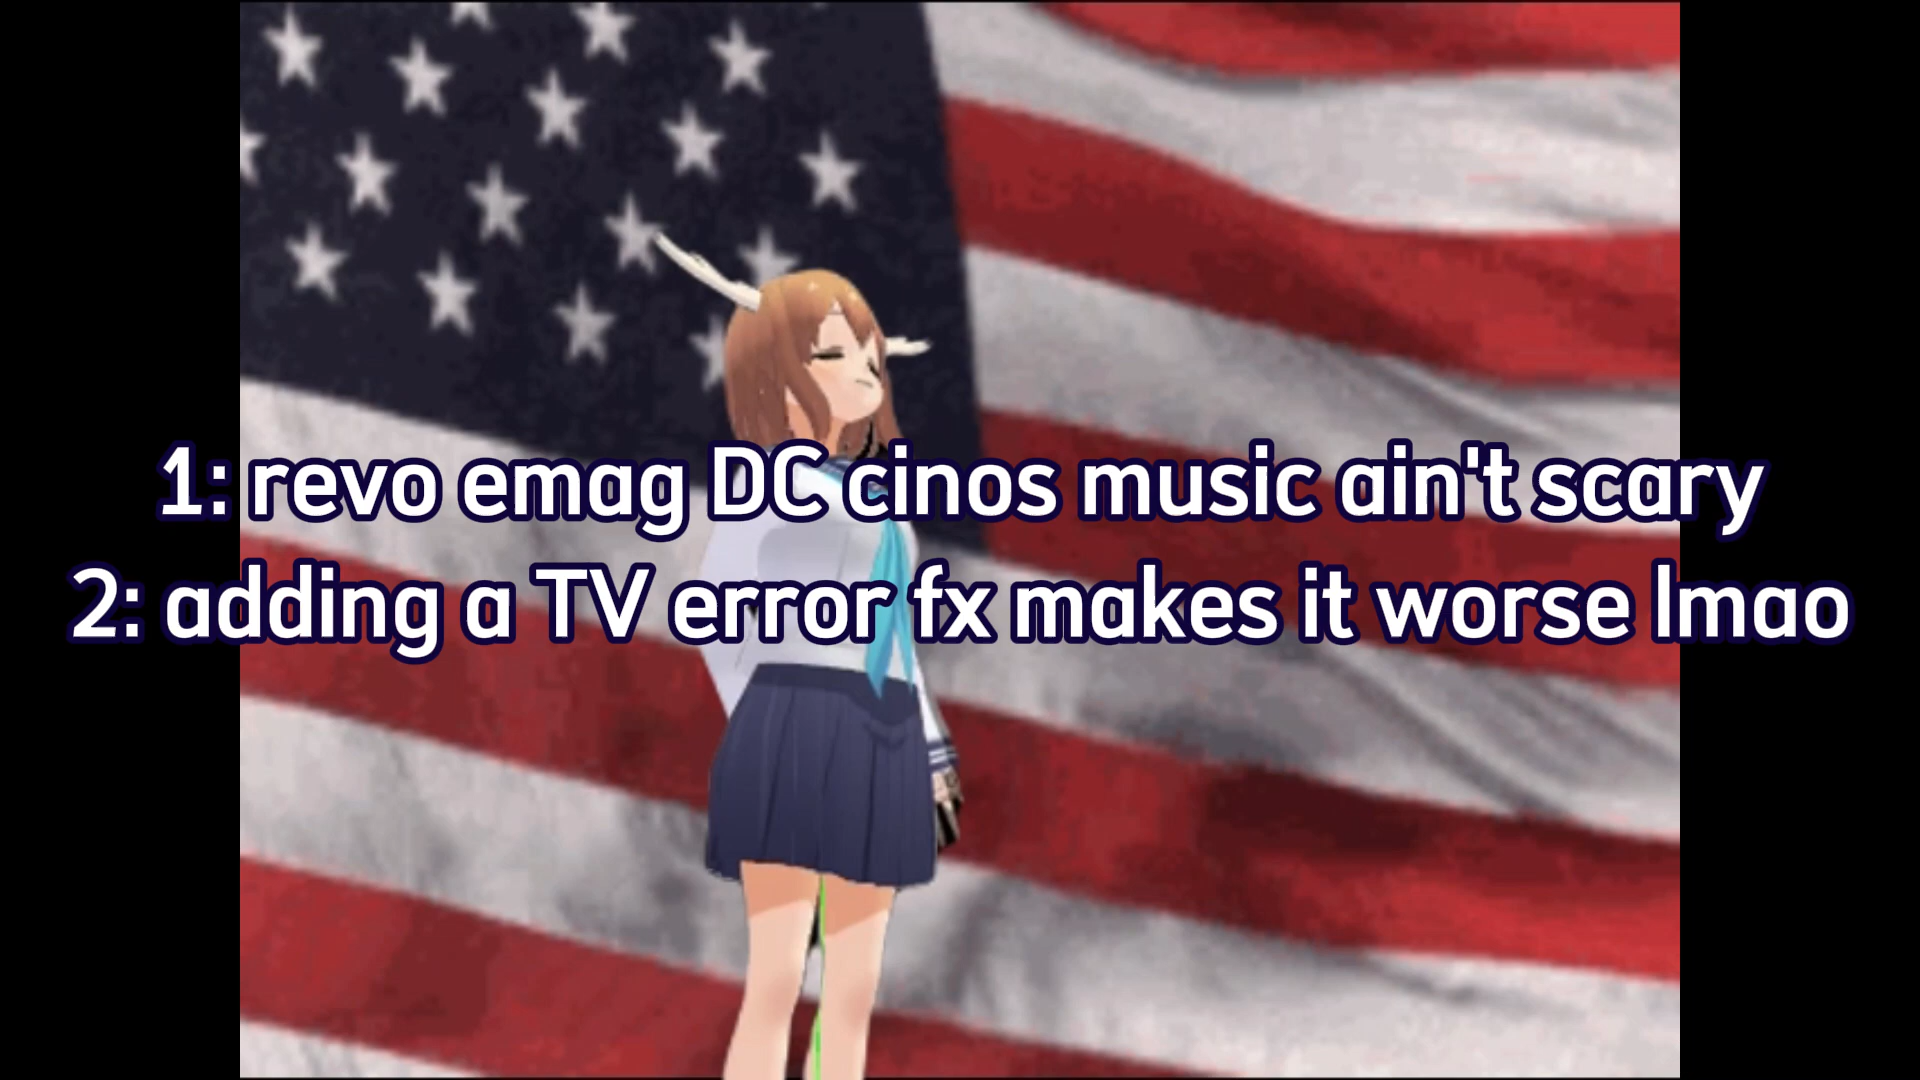 1: revo emag DC cinos music ain't scary
2: adding a TV error fx makes it worse lmao